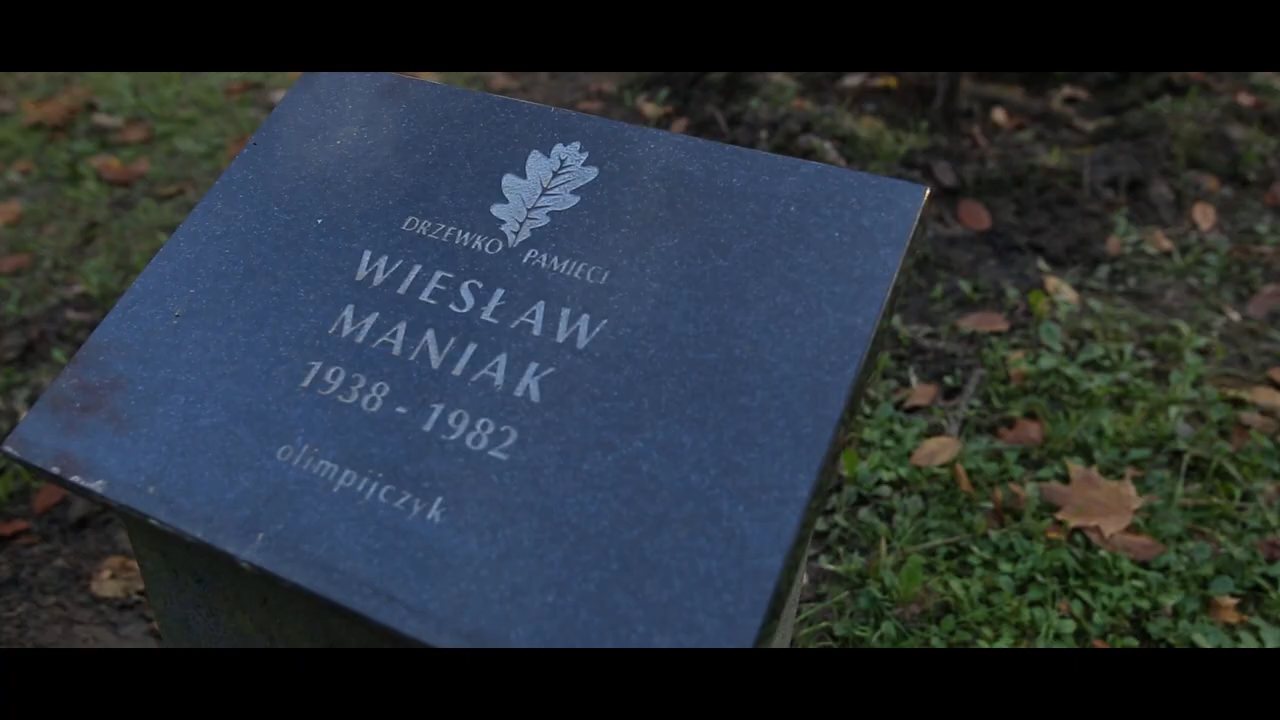 DRZEWKO PAMIĘCI
WIESŁAW
MANIAK
1938 - 1982
olimpijczyk